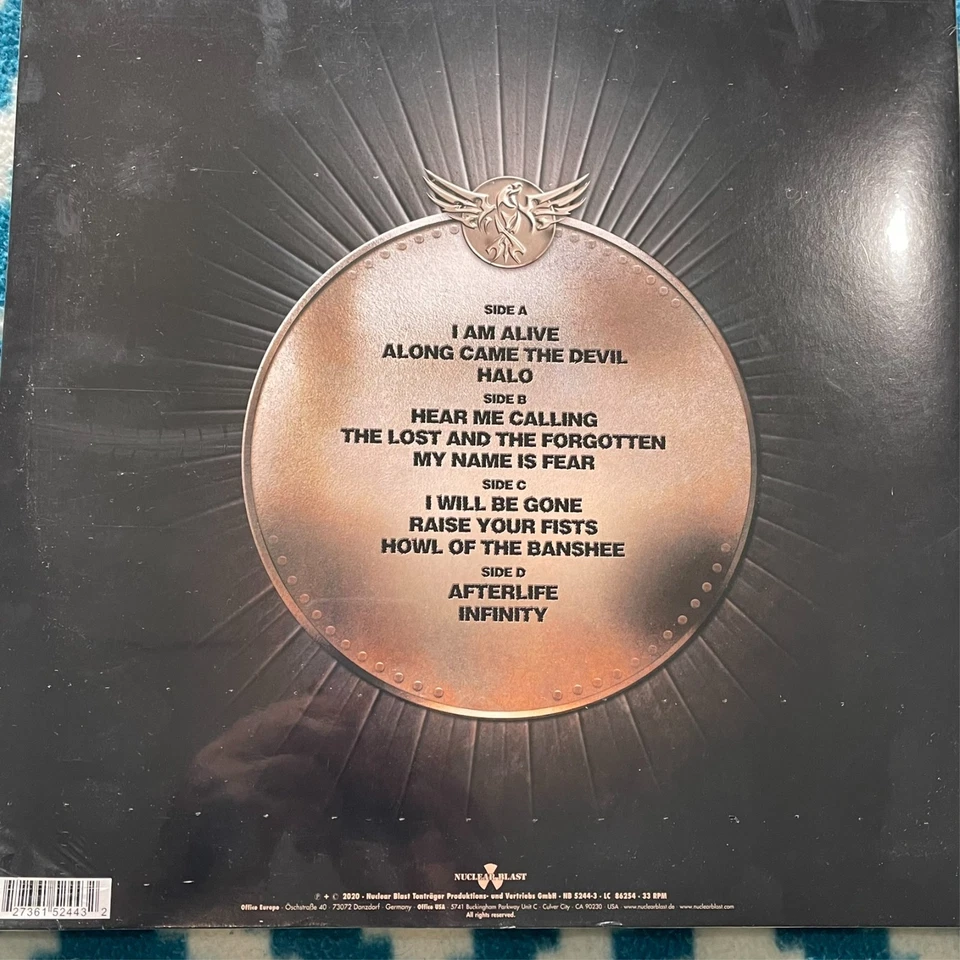 SIDE A
I AM ALIVE
ALONG CAME THE DEVIL
HALO
SIDE B
HEAR ME CALLING
THE LOST AND THE FORGOTTEN
MY NAME IS FEAR
SIDE C
I WILL BE GONE
RAISE YOUR FISTS
HOWL OF THE BANSHEE
SIDE D
AFTERLIFE
INFINITY
NUCLEAR BLAST
℗ + © 2020 · Nuclear Blast Tonträger Produktions- und Vertriebs GmbH · NB 5244-3 · LC 86254 · 33 RPM
Office Europe · Öschstraße 40 · 73072 Donzdorf · Germany · Office USA · 5741 Buckingham Parkway Unit C · Culver City · CA 90230 · USA · www.nuclearblast.de · www.nuclearblast.com
All rights reserved.
27361 52443 2